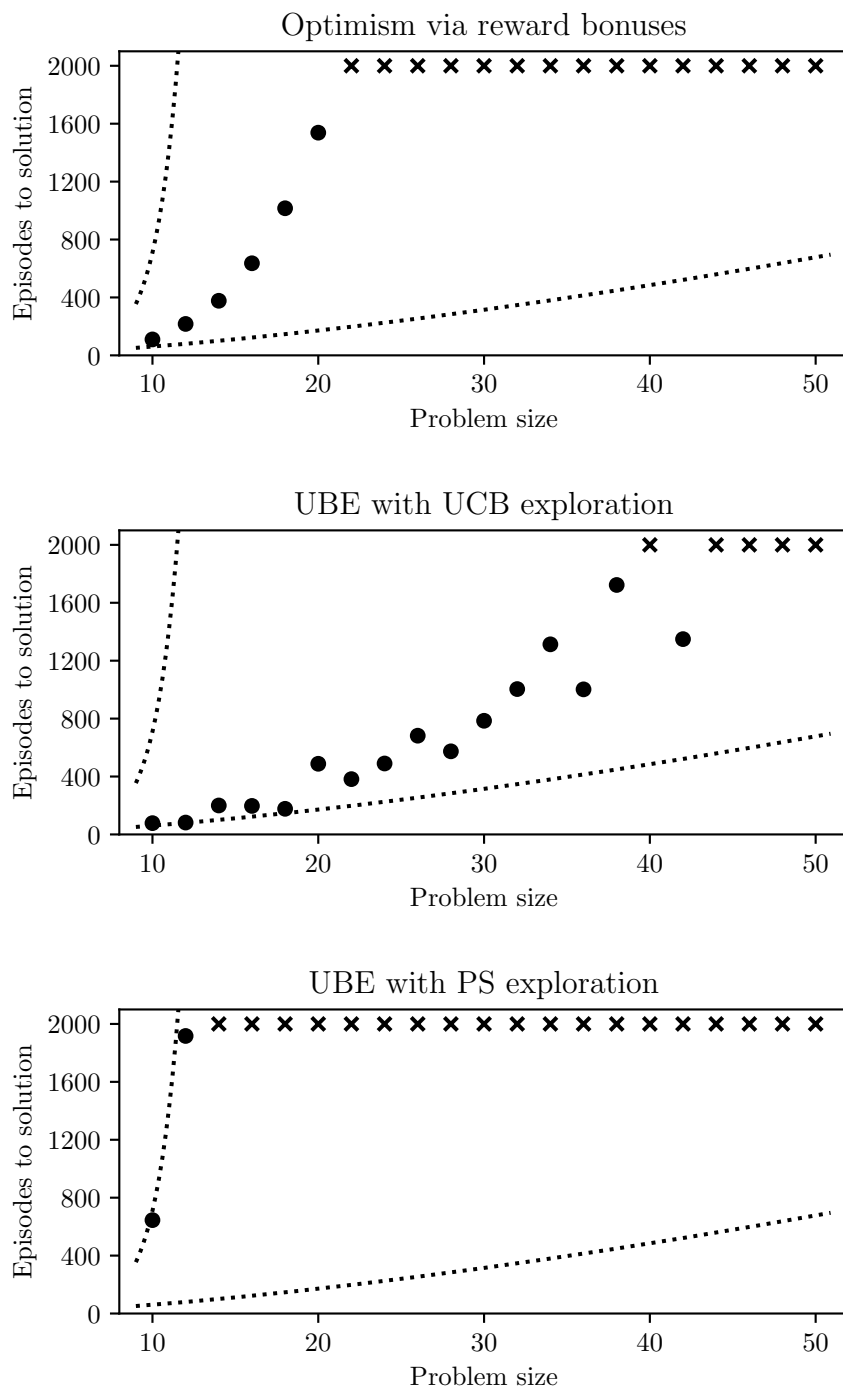 Optimism via reward bonuses
Episodes to solution
2000
1600
1200
800
400
0
10 20 30 40 50
Problem size
UBE with UCB exploration
Episodes to solution
2000
1600
1200
800
400
0
10 20 30 40 50
Problem size
UBE with PS exploration
Episodes to solution
2000
1600
1200
800
400
0
10 20 30 40 50
Problem size